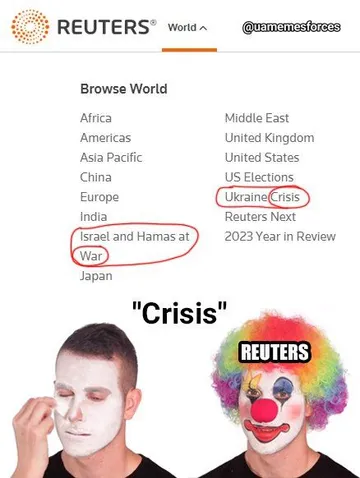 REUTERS®
World
@uamemesforces
Browse World
Africa
Americas
Asia Pacific
China
Europe
India
Israel and Hamas at
War
Japan
Middle East
United Kingdom
United States
US Elections
Ukraine Crisis
Reuters Next
2023 Year in Review
"Crisis"
REUTERS